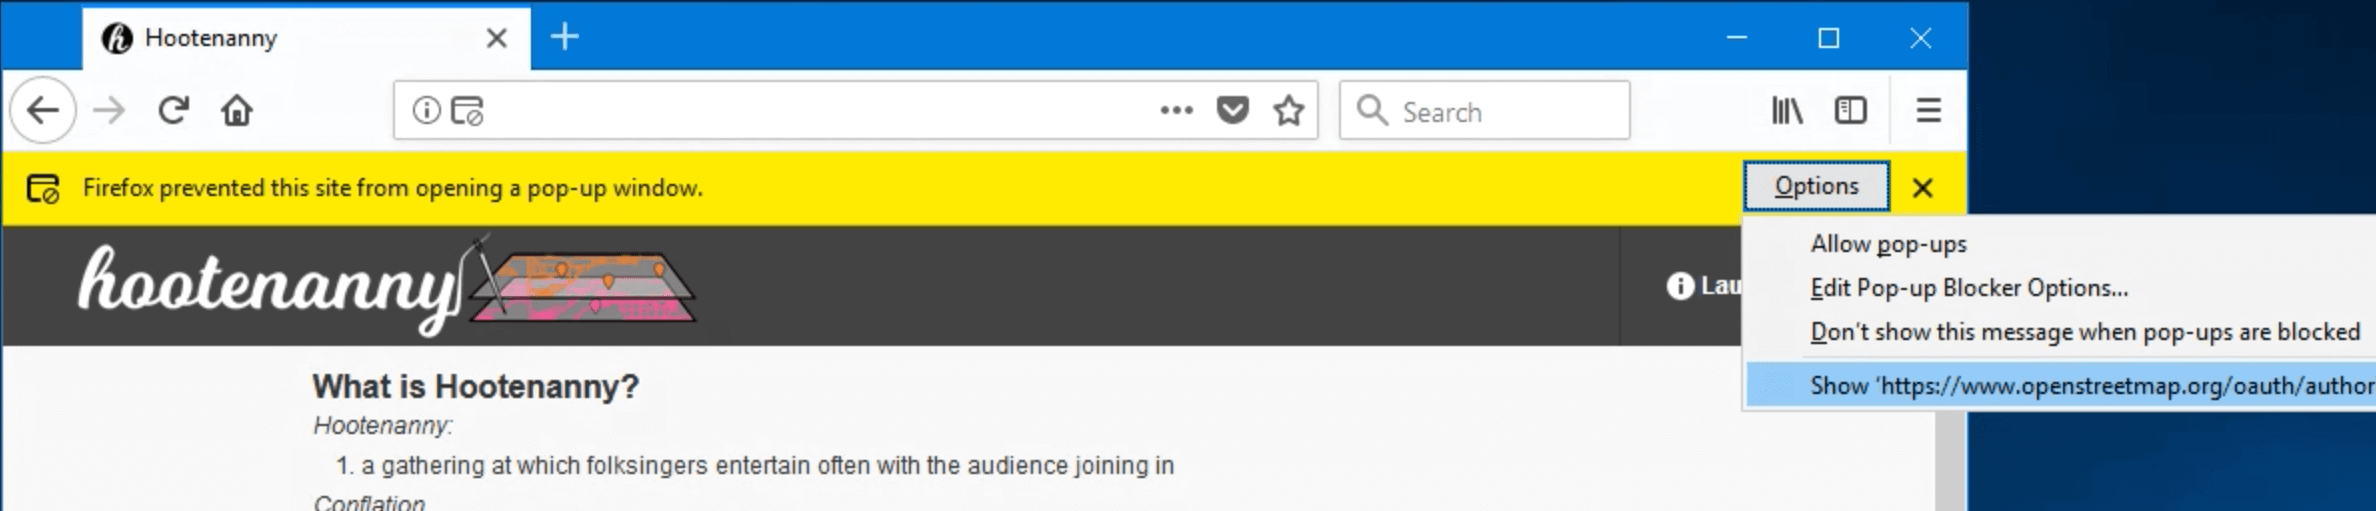 Hootenanny
Search
Firefox prevented this site from opening a pop-up window.
Options
Allow pop-ups
hootenanny
Lau
Edit Pop-up Blocker Options...
Don't show this message when pop-ups are blocked
Show 'https://www.openstreetmap.org/oauth/author
What is Hootenanny?
Hootenanny:
1. a gathering at which folksingers entertain often with the audience joining in
Conflation